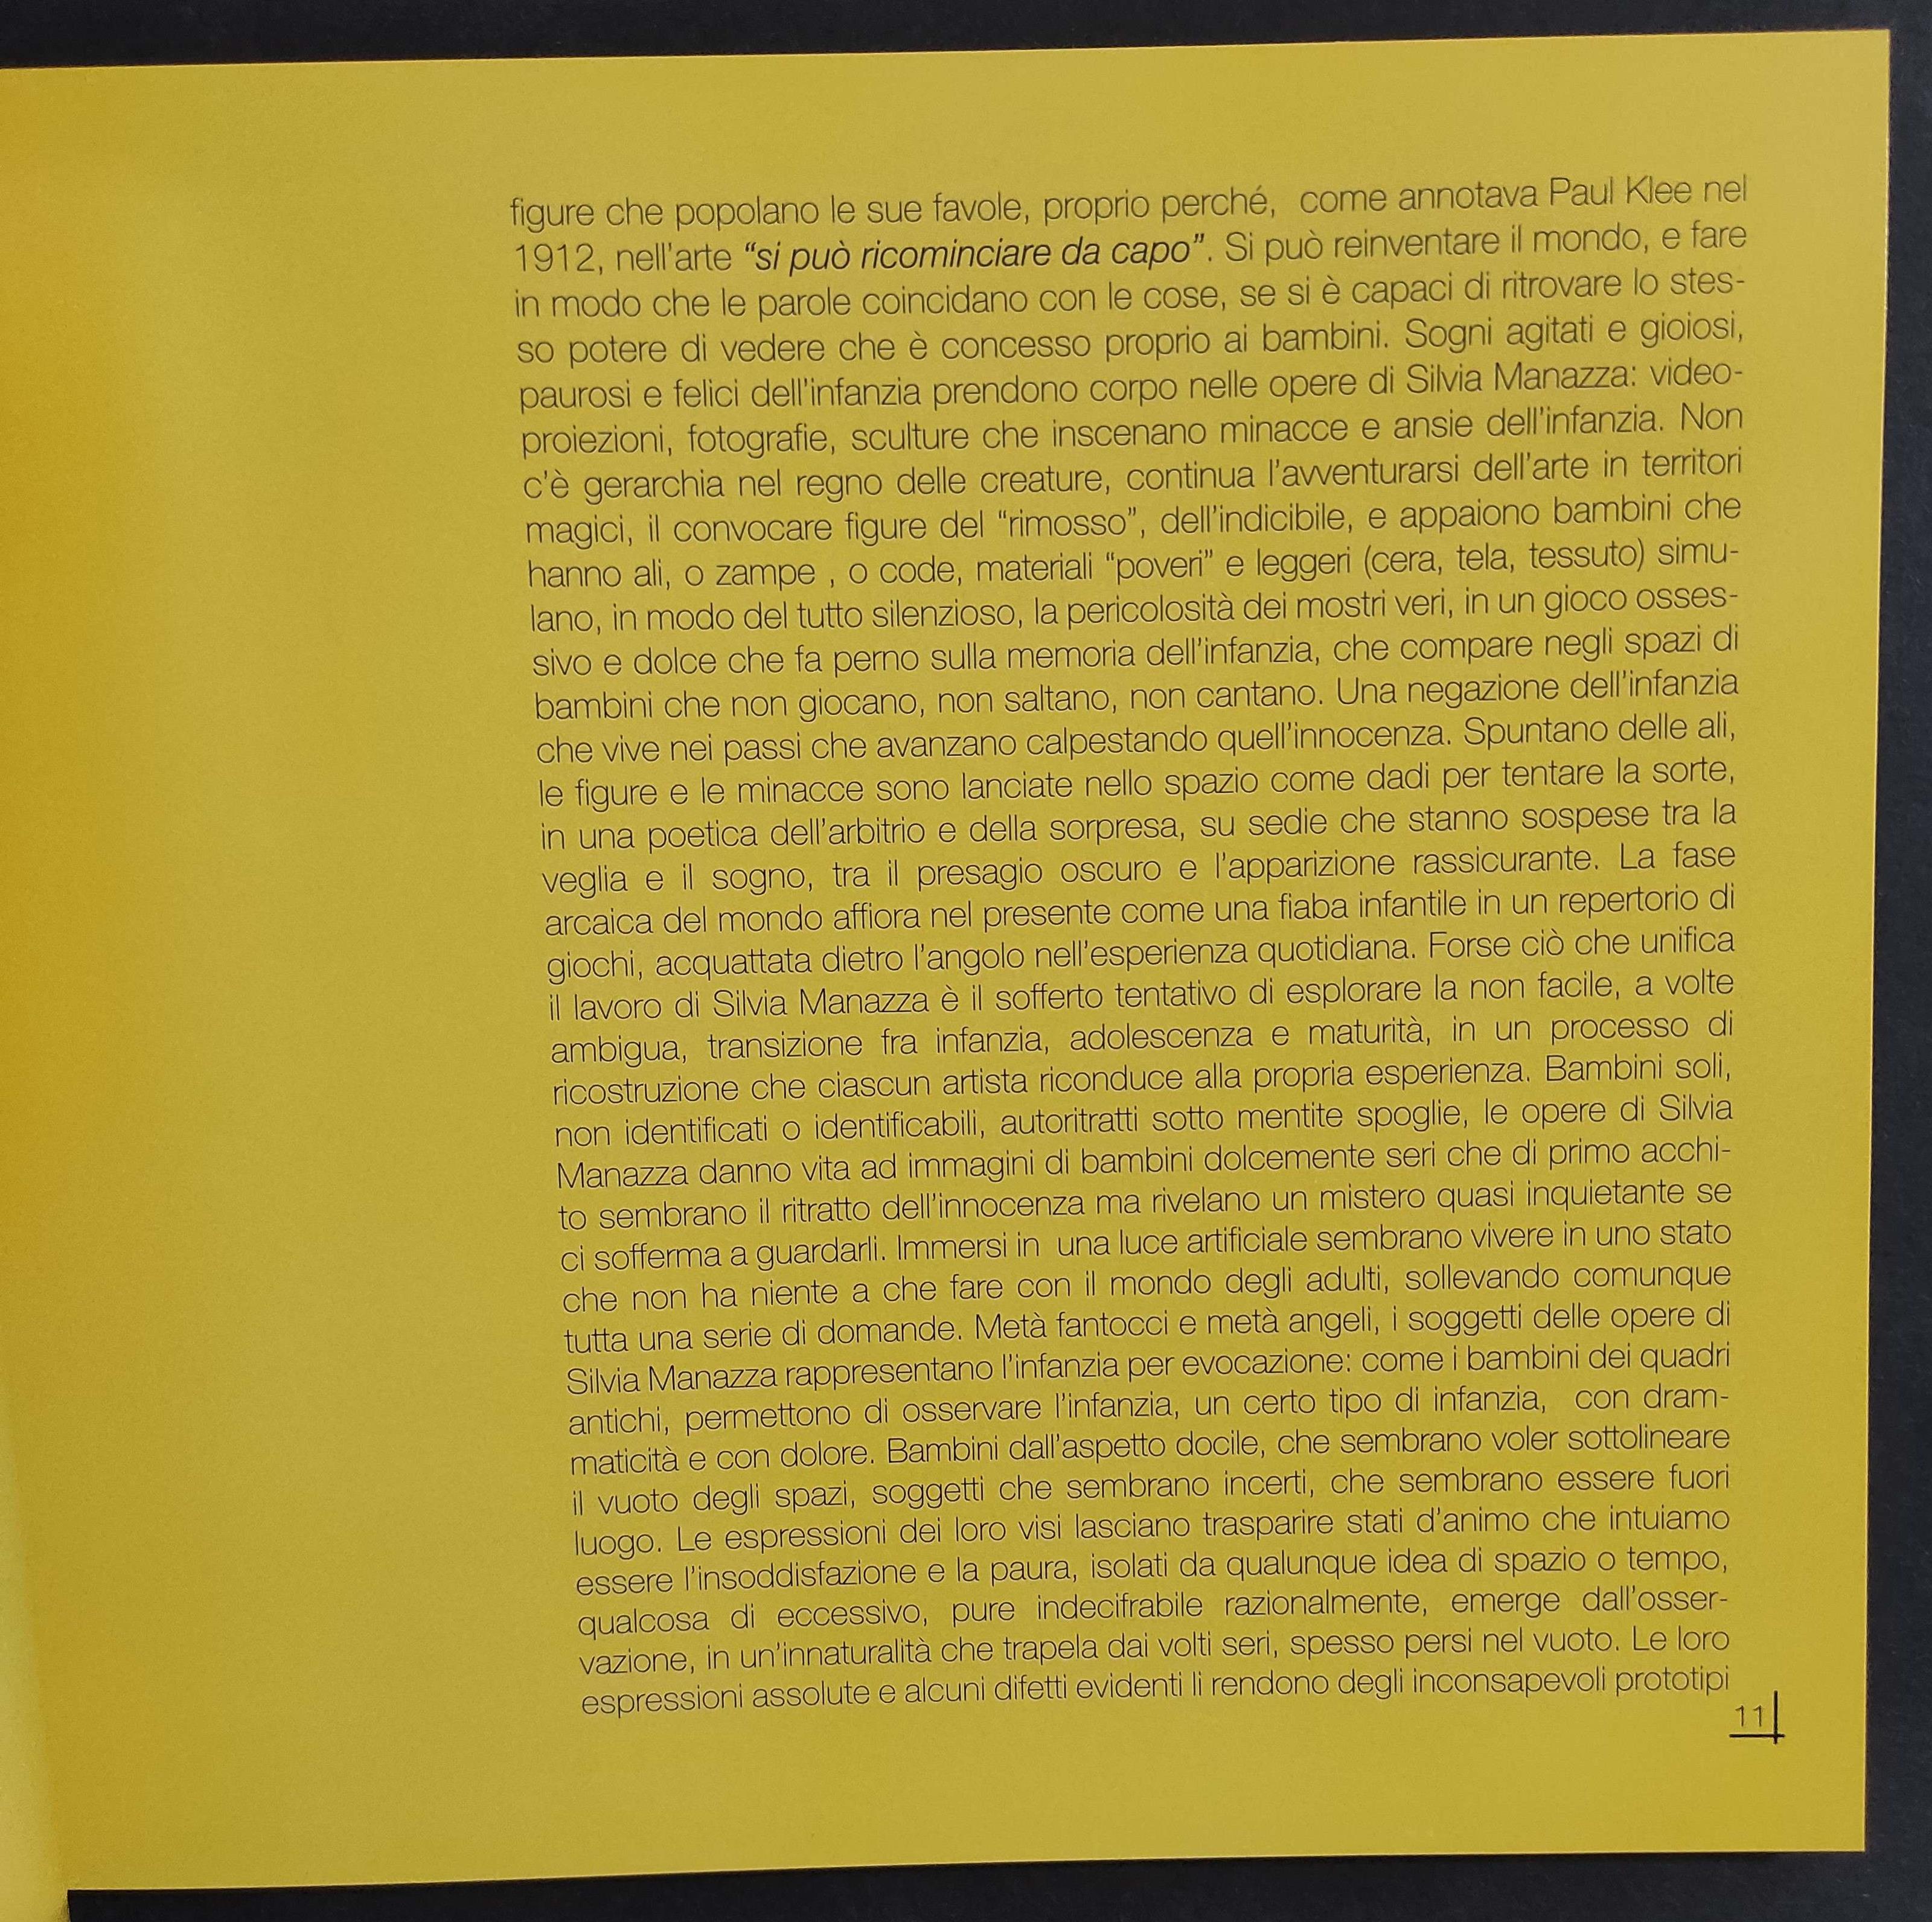 figure che popolano le sue favole, proprio perché,  come annotava Paul Klee nel
1912, nell'arte “si può ricominciare da capo”. Si può reinventare il mondo, e fare
in modo che le parole coincidano con le cose, se si è capaci di ritrovare lo stes-
so potere di vedere che è concesso proprio ai bambini. Sogni agitati e gioiosi,
paurosi e felici dell'infanzia prendono corpo nelle opere di Silvia Manazza: video-
proiezioni, fotografie, sculture che inscenano minacce e ansie dell'infanzia. Non
c'è gerarchia nel regno delle creature, continua l'avventurarsi dell'arte in territori
magici, il convocare figure del “rimosso”, dell'indicibile, e appaiono bambini che
hanno ali, o zampe , o code, materiali “poveri” e leggeri (cera, tela, tessuto) simu-
lano, in modo del tutto silenzioso, la pericolosità dei mostri veri, in un gioco osses-
sivo e dolce che fa perno sulla memoria dell'infanzia, che compare negli spazi di
bambini che non giocano, non saltano, non cantano. Una negazione dell'infanzia
che vive nei passi che avanzano calpestando quell'innocenza. Spuntano delle ali,
le figure e le minacce sono lanciate nello spazio come dadi per tentare la sorte,
in una poetica dell'arbitrio e della sorpresa, su sedie che stanno sospese tra la
veglia e il sogno, tra il presagio oscuro e l'apparizione rassicurante. La fase
arcaica del mondo affiora nel presente come una fiaba infantile in un repertorio di
giochi, acquattata dietro l'angolo nell'esperienza quotidiana. Forse ciò che unifica
il lavoro di Silvia Manazza è il sofferto tentativo di esplorare la non facile, a volte
ambigua, transizione fra infanzia, adolescenza e maturità, in un processo di
ricostruzione che ciascun artista riconduce alla propria esperienza. Bambini soli,
non identificati o identificabili, autoritratti sotto mentite spoglie, le opere di Silvia
Manazza danno vita ad immagini di bambini dolcemente seri che di primo acchi-
to sembrano il ritratto dell'innocenza ma rivelano un mistero quasi inquietante se
ci sofferma a guardarli. Immersi in  una luce artificiale sembrano vivere in uno stato
che non ha niente a che fare con il mondo degli adulti, sollevando comunque
tutta una serie di domande. Metà fantocci e metà angeli, i soggetti delle opere di
Silvia Manazza rappresentano l'infanzia per evocazione: come i bambini dei quadri
antichi, permettono di osservare l'infanzia, un certo tipo di infanzia,  con dram-
maticità e con dolore. Bambini dall'aspetto docile, che sembrano voler sottolineare
il vuoto degli spazi, soggetti che sembrano incerti, che sembrano essere fuori
luogo. Le espressioni dei loro visi lasciano trasparire stati d'animo che intuiamo
essere l'insoddisfazione e la paura, isolati da qualunque idea di spazio o tempo,
qualcosa di eccessivo, pure indecifrabile razionalmente, emerge dall'osser-
vazione, in un'innaturalità che trapela dai volti seri, spesso persi nel vuoto. Le loro
espressioni assolute e alcuni difetti evidenti li rendono degli inconsapevoli prototipi
11